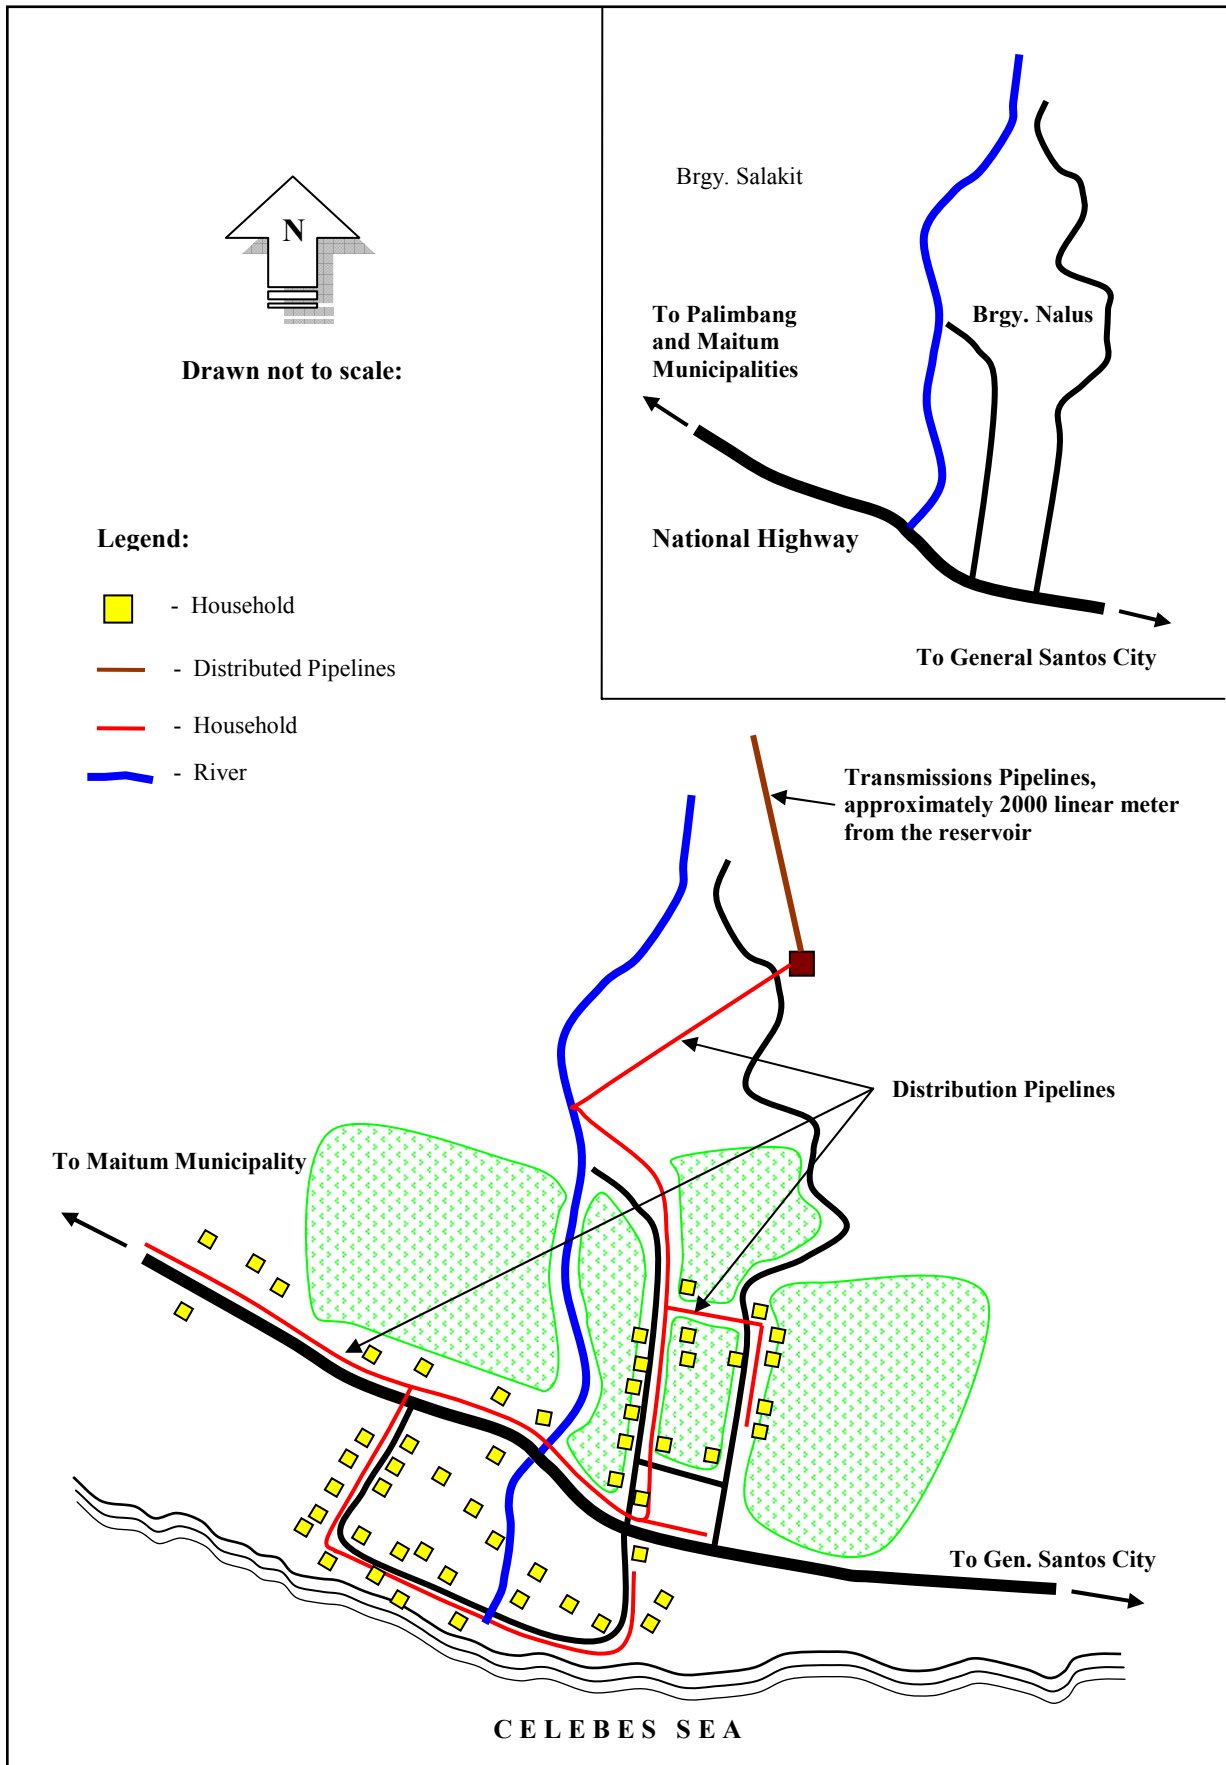 N
Drawn not to scale:
Legend:
- Household
- Distributed Pipelines
- Household
- River
Brgy. Salakit
To Palimbang
and Maitum
Municipalities
Brgy. Nalus
National Highway
To General Santos City
Transmissions Pipelines,
approximately 2000 linear meter
from the reservoir
Distribution Pipelines
To Maitum Municipality
To Gen. Santos City
CELEBES SEA